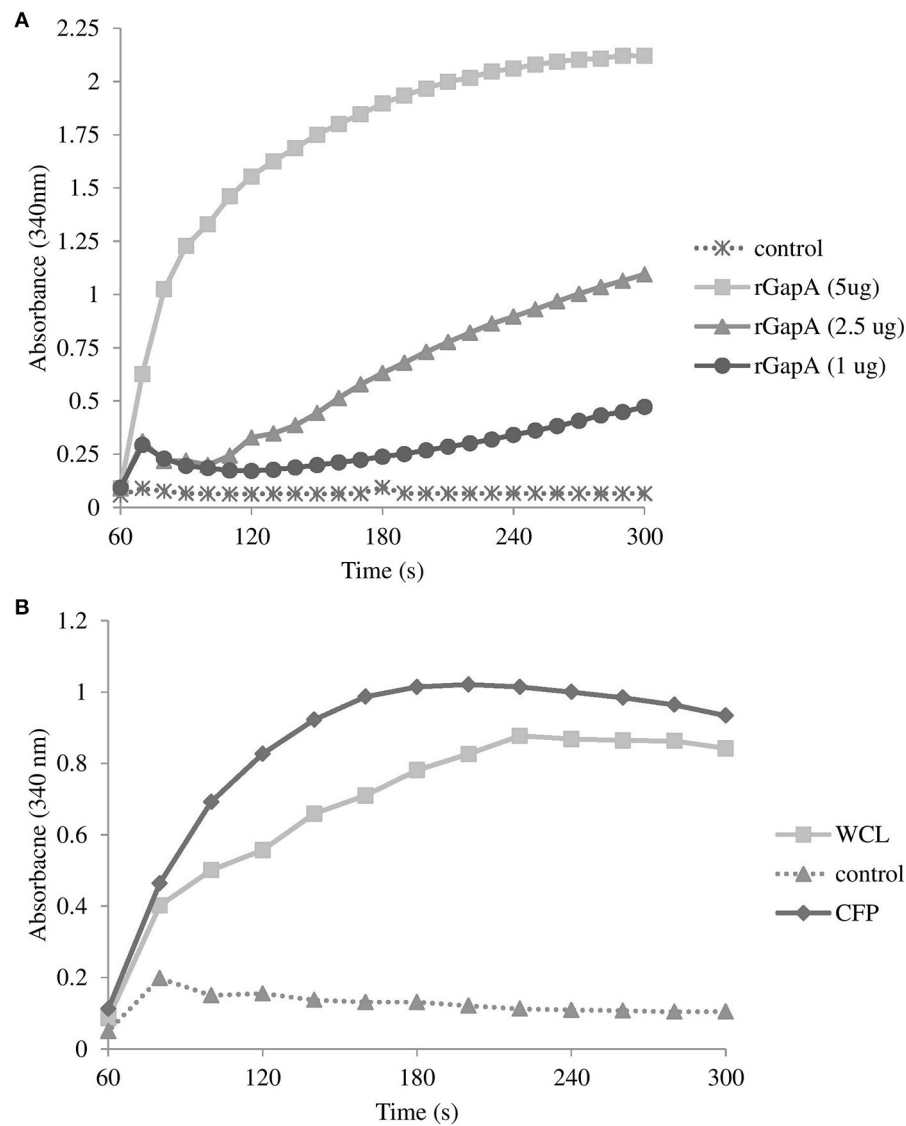 A
2.25
2
1.75
1.5
1.25
1
0.75
0.5
0.25
0
Absorbance (340nm)
60
120
180
240
300
Time (s)
control
rGapA (5ug)
rGapA (2.5 ug)
rGapA (1 ug)
B
1.2
1
0.8
0.6
0.4
0.2
0
Absorbacne (340 nm)
60
120
180
240
300
Time (s)
WCL
control
CFP